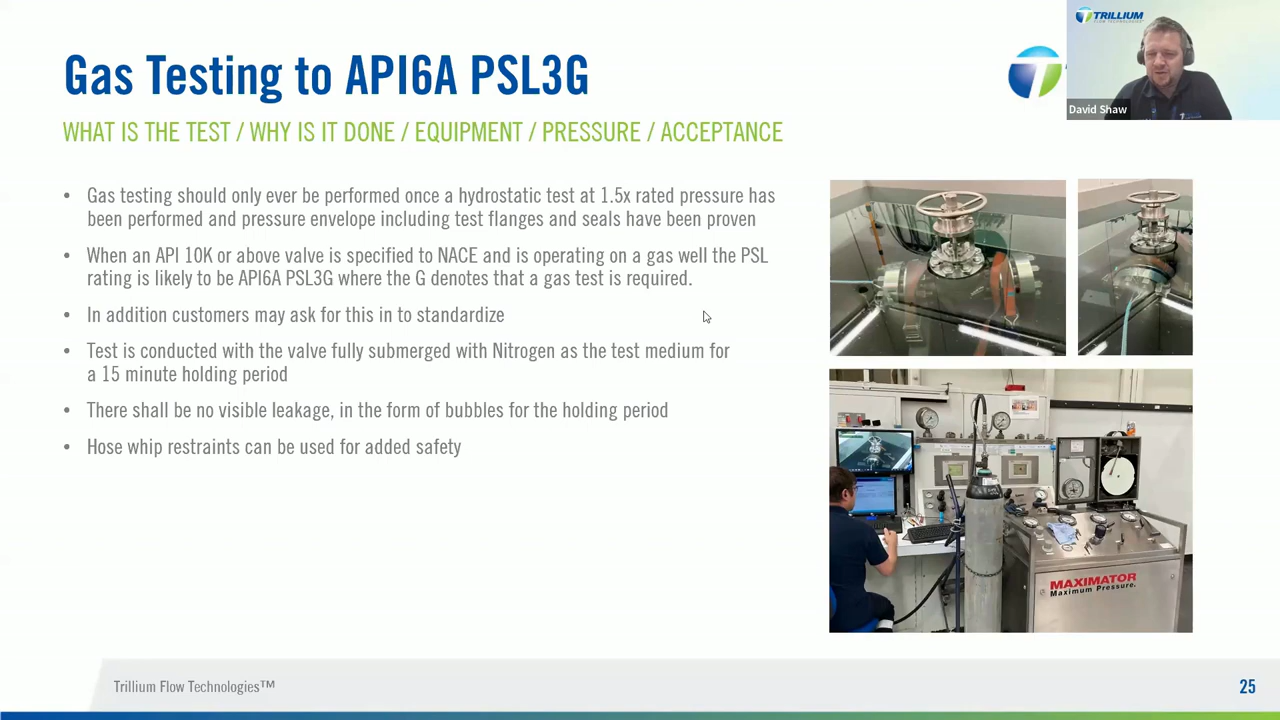 Gas Testing to API6A PSL3G
WHAT IS THE TEST / WHY IS IT DONE / EQUIPMENT / PRESSURE / ACCEPTANCE
TRILLIUM
FLOW TECHNOLOGIES
David Shaw
• Gas testing should only ever be performed once a hydrostatic test at 1.5x rated pressure has
been performed and pressure envelope including test flanges and seals have been proven
• When an API 10K or above valve is specified to NACE and is operating on a gas well the PSL
rating is likely to be API6A PSL3G where the G denotes that a gas test is required.
• In addition customers may ask for this in to standardize
• Test is conducted with the valve fully submerged with Nitrogen as the test medium for
a 15 minute holding period
• There shall be no visible leakage, in the form of bubbles for the holding period
• Hose whip restraints can be used for added safety
MAXIMATOR
Maximum Pressure.
Trillium Flow Technologies™
25